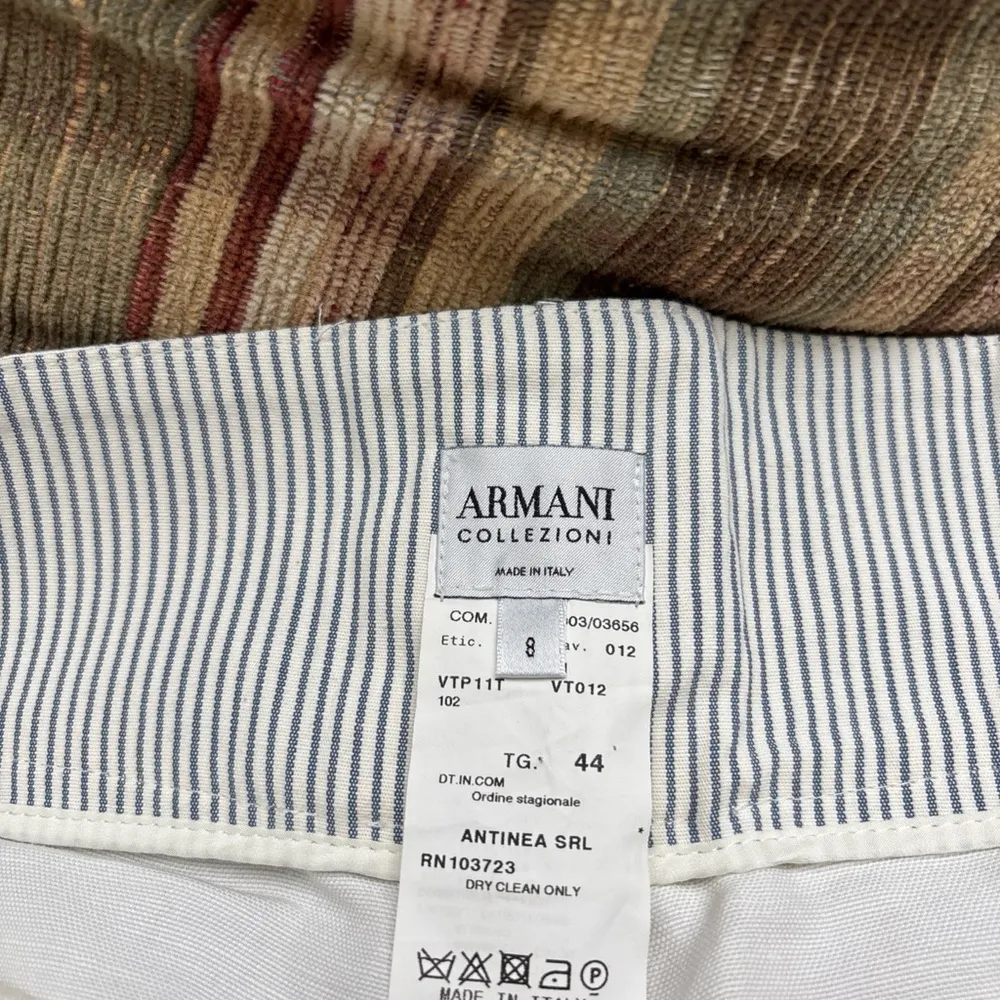 ARMANI
COLLEZIONI
MADE IN ITALY
COM. 03/03656
Etic. av. 012
8
VTP11T VT012
102
TG. 44
DT.IN.COM
Ordine stagionale
ANTINEA SRL
RN103723
DRY CLEAN ONLY
P
MADE IN ITALY